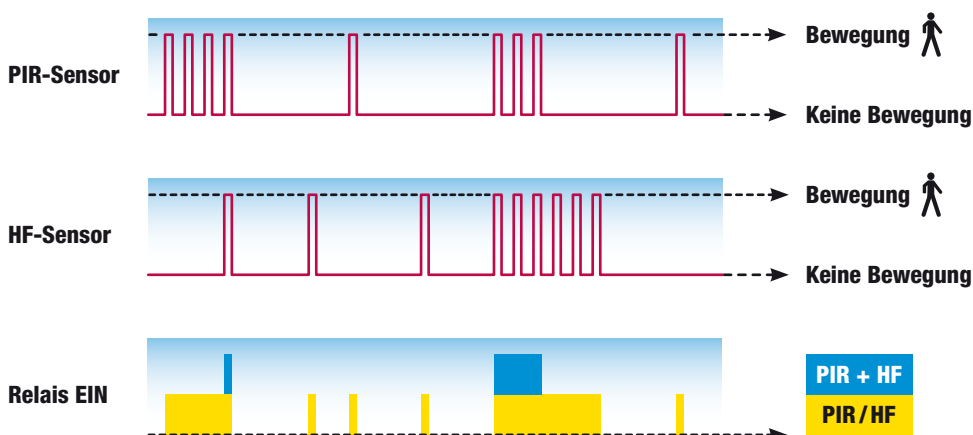 Bewegung
PIR-Sensor
Keine Bewegung
Bewegung
HF-Sensor
Keine Bewegung
PIR + HF
Relais EIN
PIR/HF